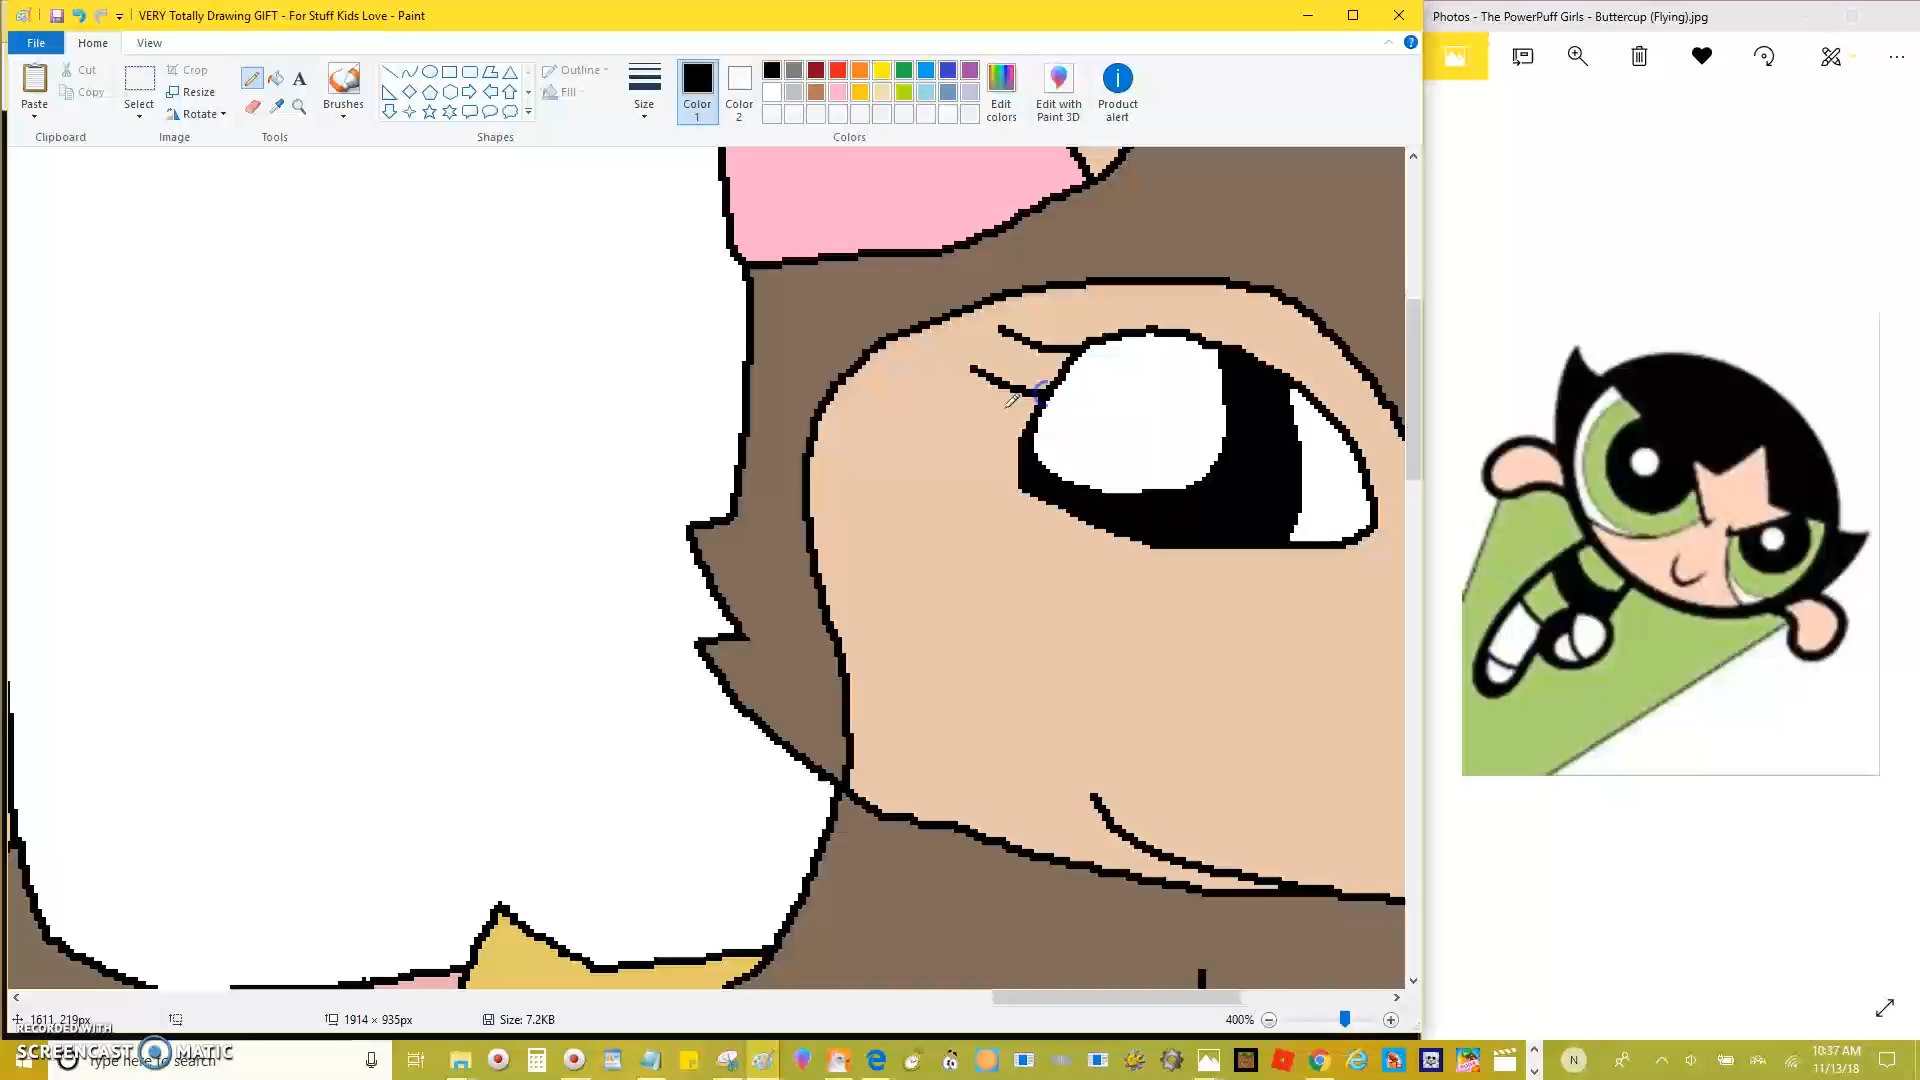 VERY Totally Drawing GIFT - For Stuff Kids Love - Paint
Photos - The PowerPuff Girls - Buttercup (Flying).jpg
File Home View
Paste Cut Copy Select Crop Resize Rotate Brushes Outline Fill Size Color 1 Color 2 Edit colors Edit with Paint 3D Product alert
Clipboard Image Tools Shapes Colors
1611, 219px 1914 × 935px Size: 7.2KB 400%
RECORDED WITH
SCREENCAST MATIC
Type here to search
N
10:37 AM
11/13/18